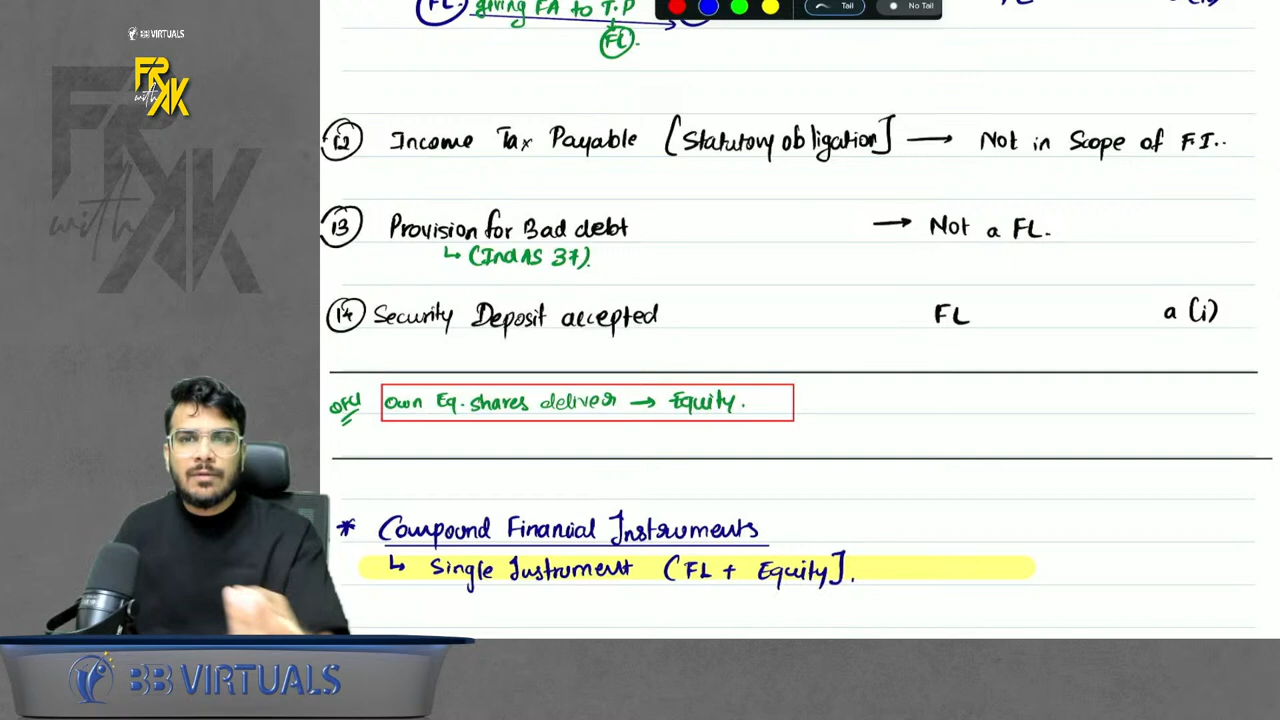 FL. giving FA to T.P
Tail
No Tail
FL.
BB VIRTUALS
FR with AK
12 Income Tax Payable [Statutory obligation] → Not in Scope of F.I..
13 Provision for Bad debt → Not a FL.
↳ (Ind AS 37).
14 Security Deposit accepted FL a (i)
Own Eq. shares deliver → Equity.
* Compound Financial Instruments
↳ Single Instrument (FL + Equity].
BB VIRTUALS